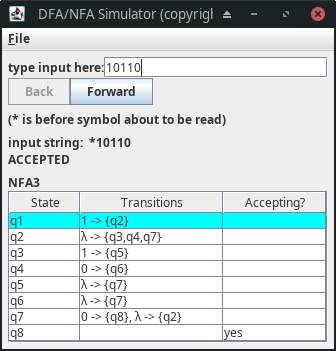 DFA/NFA Simulator (copyrigh
File
type input here: 10110
Back Forward
(* is before symbol about to be read)
input string: *10110
ACCEPTED
NFA3
State Transitions Accepting?
q1 1 -> {q2}
q2 λ -> {q3,q4,q7}
q3 1 -> {q5}
q4 0 -> {q6}
q5 λ -> {q7}
q6 λ -> {q7}
q7 0 -> {q8}, λ -> {q2}
q8 yes